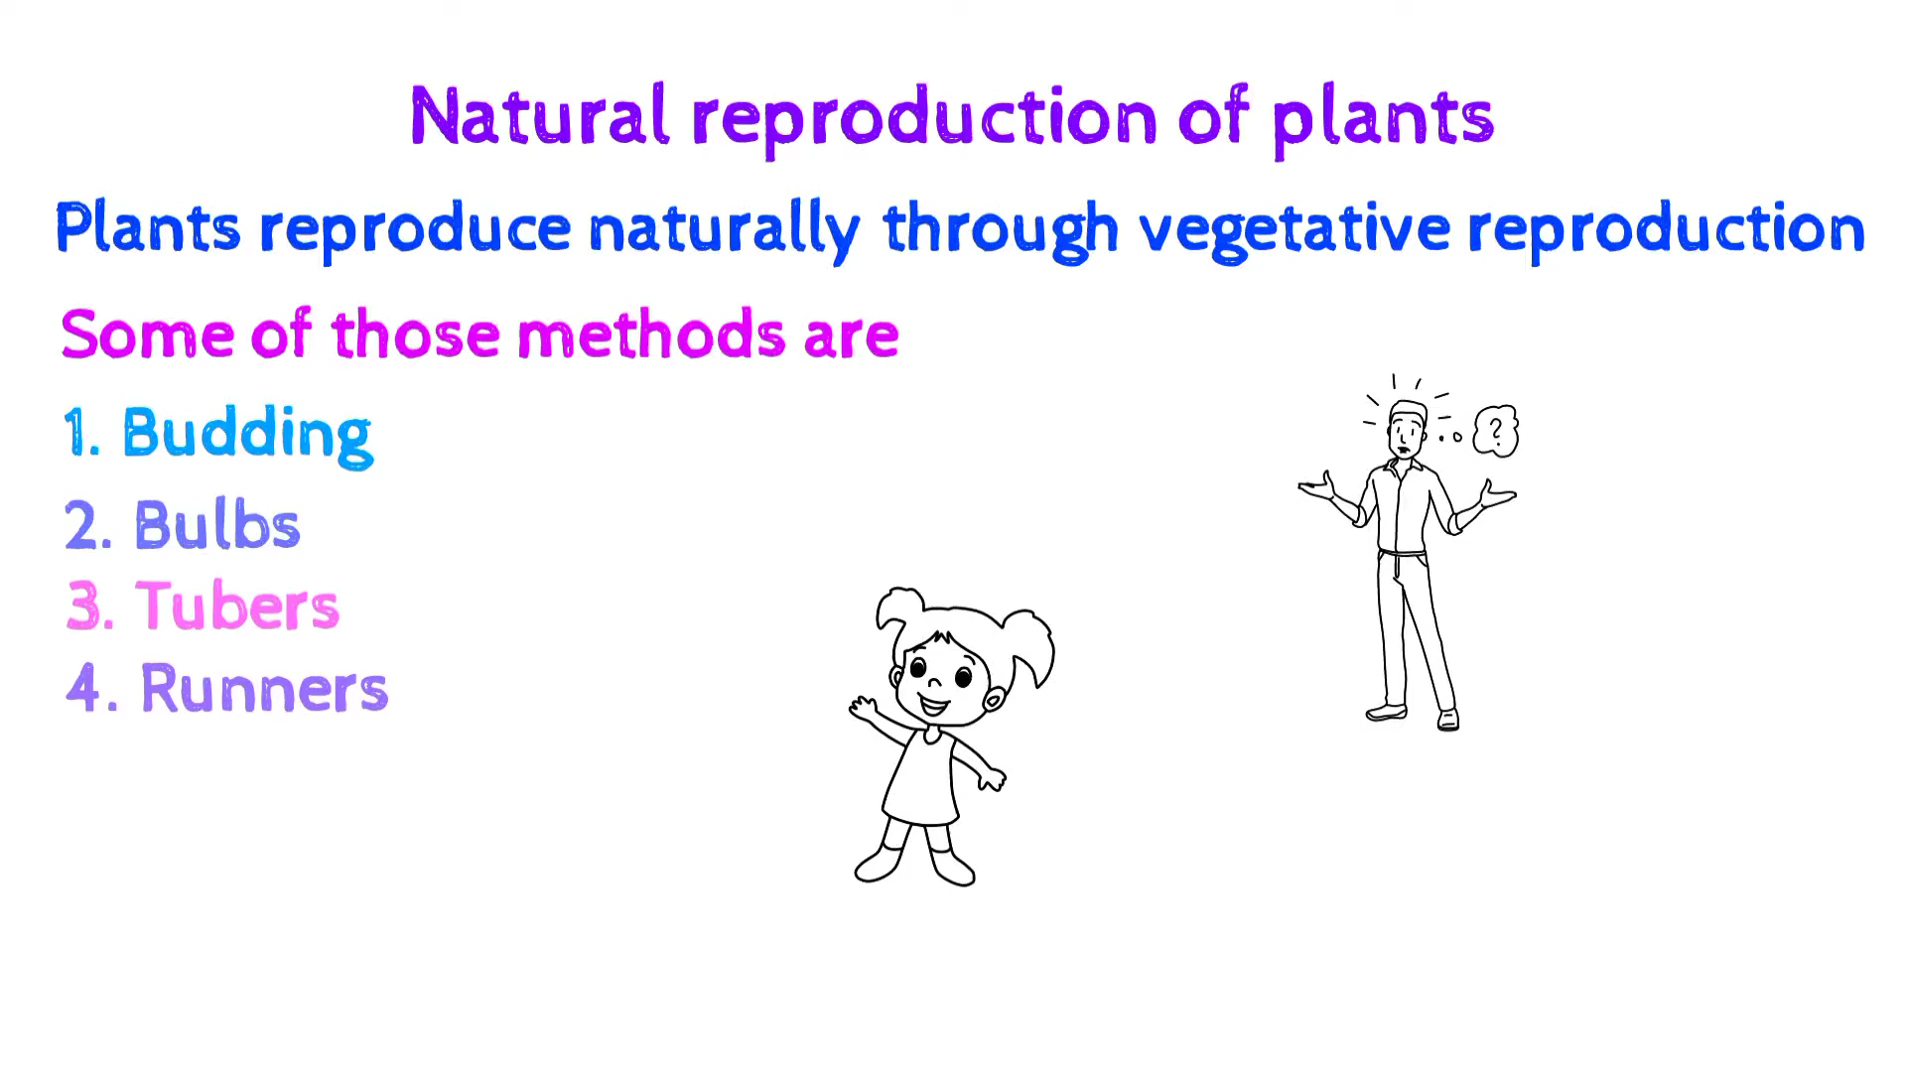 Natural reproduction of plants
Plants reproduce naturally through vegetative reproduction
Some of those methods are
1. Budding
2. Bulbs
3. Tubers
4. Runners
?